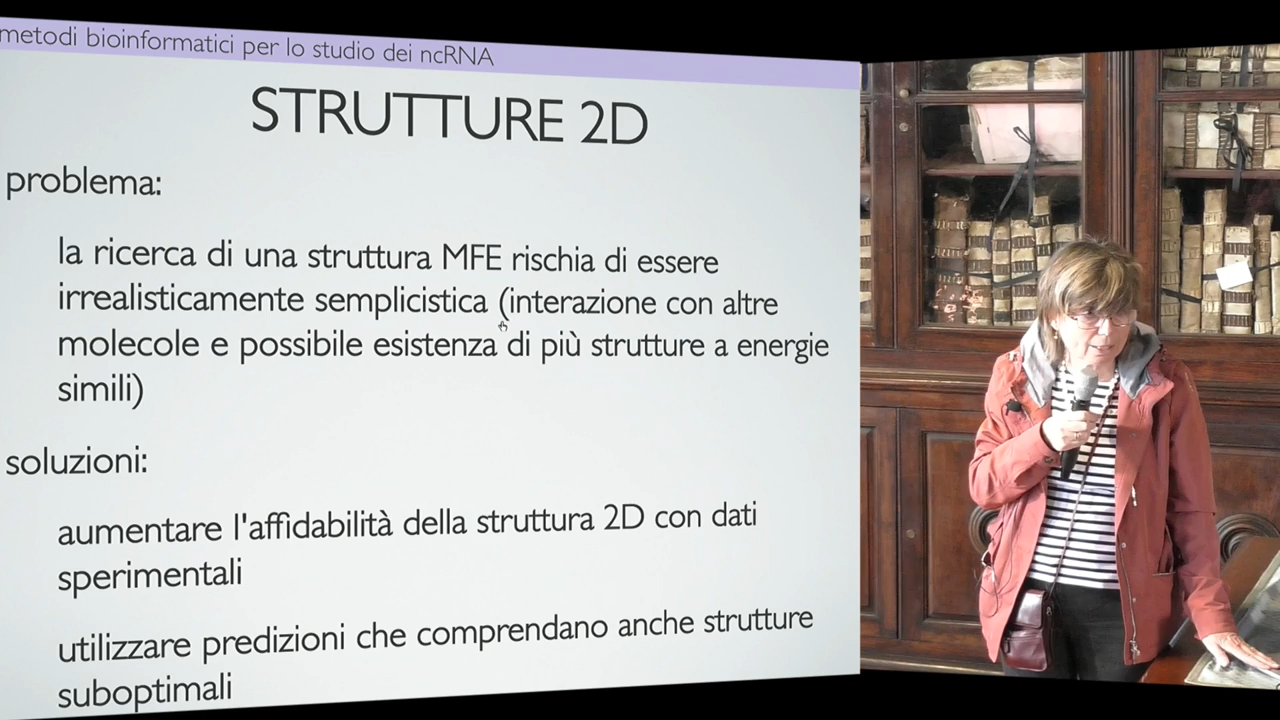 metodi bioinformatici per lo studio dei ncRNA
STRUTTURE 2D
problema:
la ricerca di una struttura MFE rischia di essere
irrealisticamente semplicistica (interazione con altre
molecole e possibile esistenza di più strutture a energie
simili)
soluzioni:
aumentare l'affidabilità della struttura 2D con dati
sperimentali
utilizzare predizioni che comprendano anche strutture
suboptimali